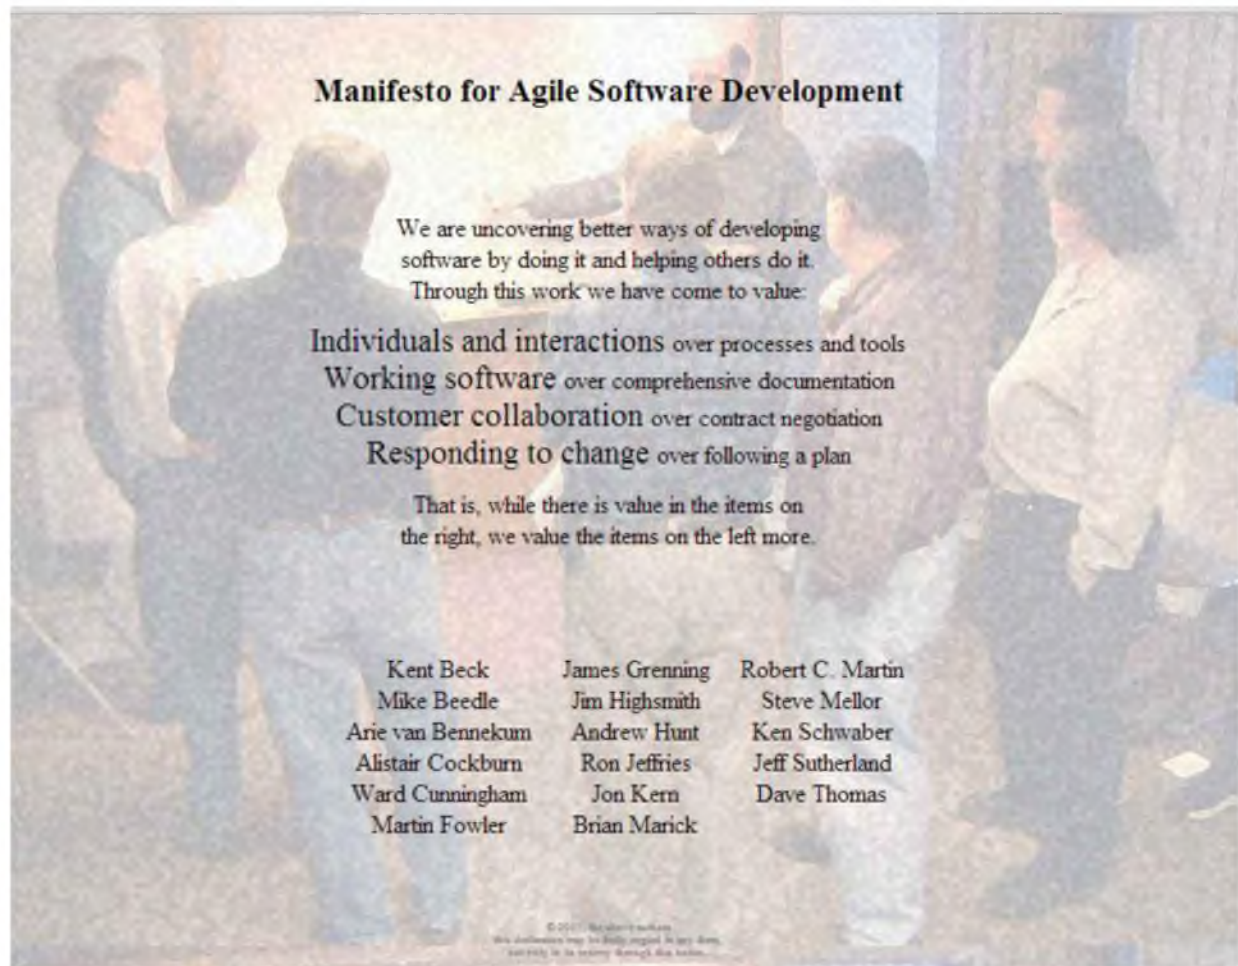 Manifesto for Agile Software Development
We are uncovering better ways of developing
software by doing it and helping others do it.
Through this work we have come to value:
Individuals and interactions over processes and tools
Working software over comprehensive documentation
Customer collaboration over contract negotiation
Responding to change over following a plan
That is, while there is value in the items on
the right, we value the items on the left more.
Kent Beck
Mike Beedle
Arie van Bennekum
Alistair Cockburn
Ward Cunningham
Martin Fowler
James Grenning
Jim Highsmith
Andrew Hunt
Ron Jeffries
Jon Kern
Brian Marick
Robert C. Martin
Steve Mellor
Ken Schwaber
Jeff Sutherland
Dave Thomas